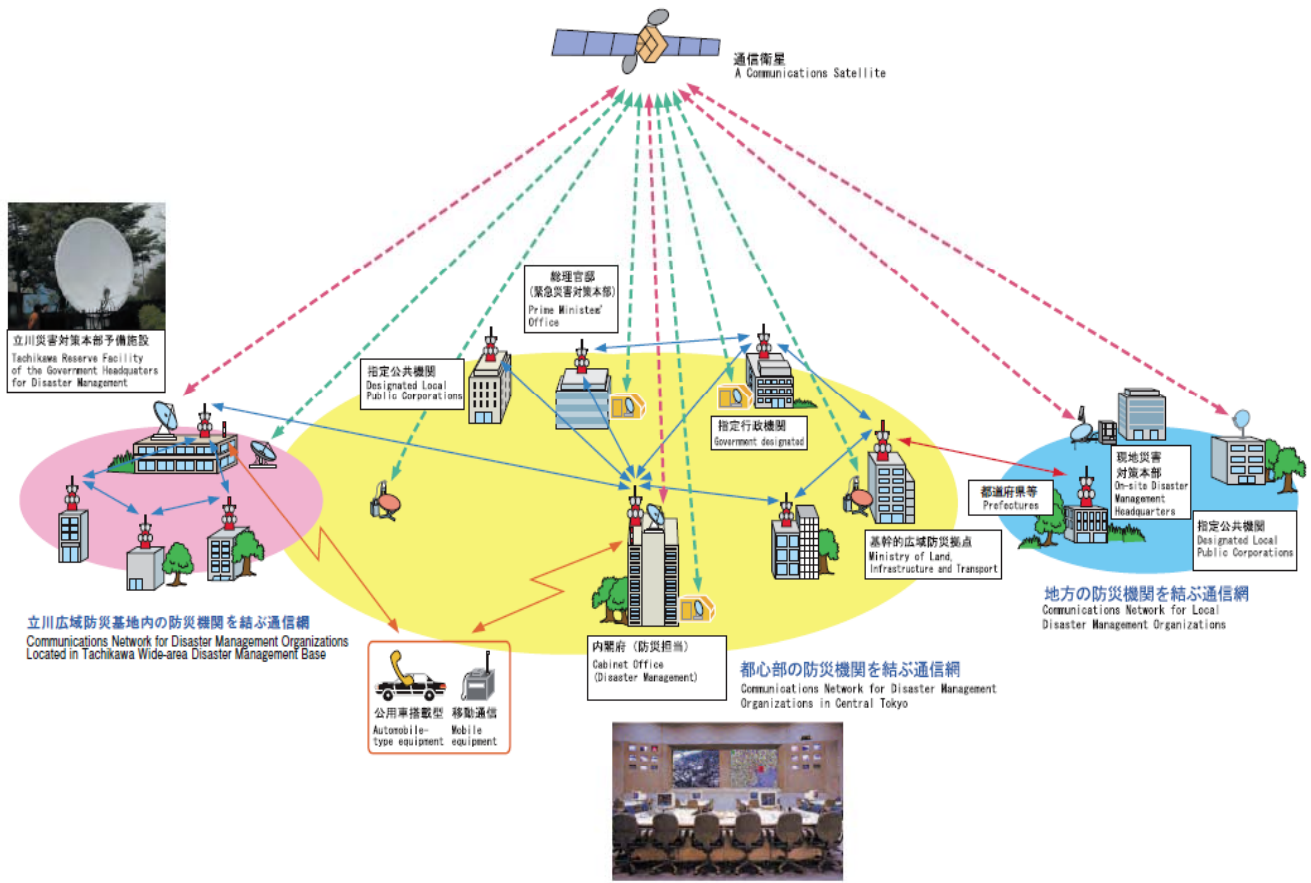 通信衛星
A Communications Satellite
立川災害対策本部予備施設
Tachikawa Reserve Facility
of the Government Headquaters
for Disaster Management
総理官邸
(緊急災害対策本部)
Prime Ministem'
Office
指定公共機関
Designated Local
Public Corporations
指定行政機関
Government designated
現地災害
対策本部
On-site Disaster
Management
Headquarters
都道府県等
Prefectures
指定公共機関
Designated Local
Public Corporations
基幹的広域防災拠点
Ministry of Land,
Infrastructure and Transport
地方の防災機関を結ぶ通信網
Communications Network for Local
Disaster Management Organizations
立川広域防災基地内の防災機関を結ぶ通信網
Communications Network for Disaster Management Organizations
Located in Tachikawa Wide-area Disaster Management Base
内閣府(防災担当)
Cabinet Office
(Disaster Management)
都心部の防災機関を結ぶ通信網
Communications Network for Disaster Management
Organizations in Central Tokyo
公用車搭載型
Automobile-
type equipment
移動通信
Mobile
equipment